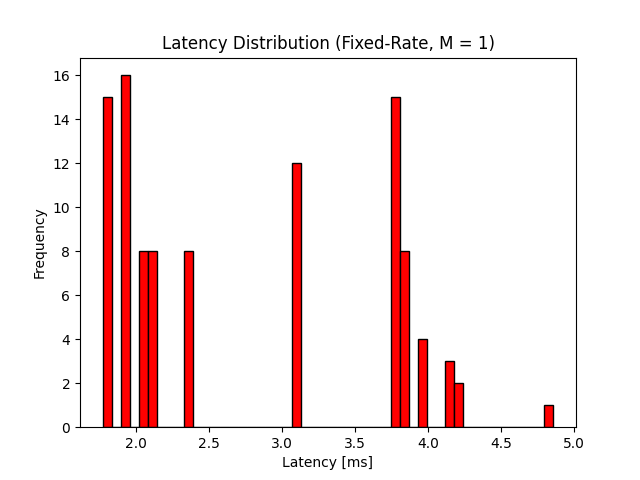 Latency Distribution (Fixed-Rate, M = 1)
16
14
12
10
8
6
4
2
0
Frequency
2.0 2.5 3.0 3.5 4.0 4.5 5.0
Latency [ms]